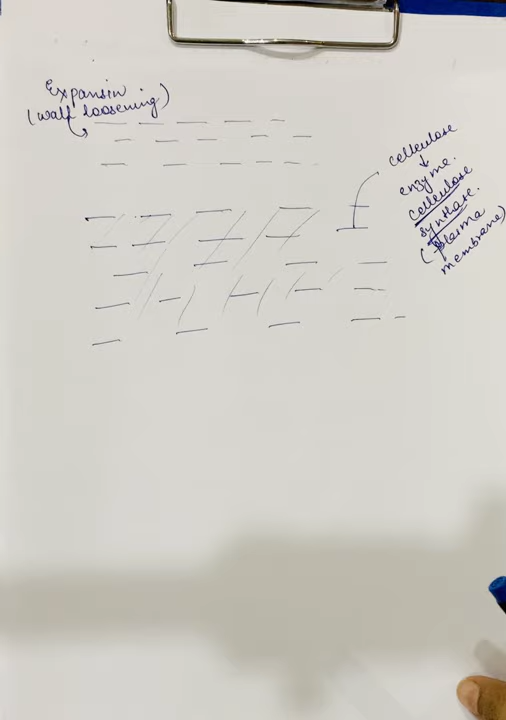 Expansin
(wall loosening)
cellulose
↓
enzyme.
cellulose
synthase.
(plasma
membrane)